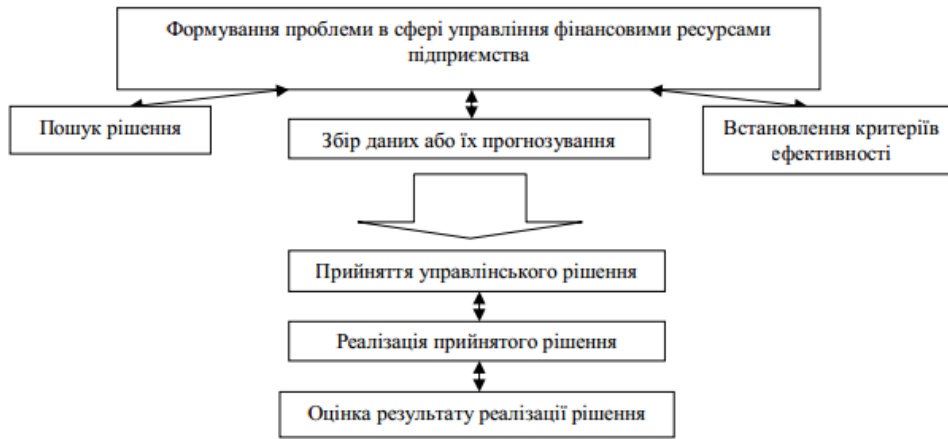 Формування проблеми в сфері управління фінансовими ресурсами
підприємства
Пошук рішення
Збір даних або їх прогнозування
Встановлення критеріїв
ефективності
Прийняття управлінського рішення
Реалізація прийнятого рішення
Оцінка результату реалізації рішення